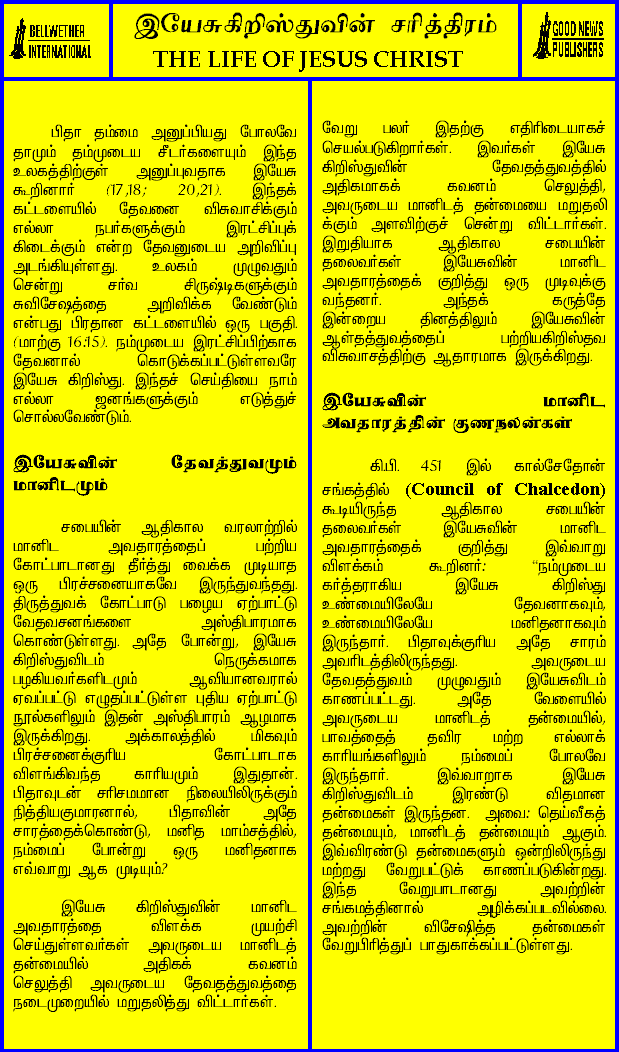 BELLWETHER
INTERNATIONAL
இயேசுகிறிஸ்துவின் சரித்திரம்
THE LIFE OF JESUS CHRIST
GOOD NEWS
PUBLISHERS
பிதா தம்மை அனுப்பியது போலவே
தாமும் தம்முடைய சீடர்களையும் இந்த
உலகத்திற்குள் அனுப்புவதாக இயேசு
கூறினார் (17,18; 20,21). இந்தக்
கட்டளையில் தேவனை விசுவாசிக்கும்
எல்லா நபர்களுக்கும் இரட்சிப்புக்
கிடைக்கும் என்ற தேவனுடைய அறிவிப்பு
அடங்கியுள்ளது. உலகம் முழுவதும்
சென்று சர்வ சிருஷ்டிகளுக்கும்
சுவிசேஷத்தை அறிவிக்க வேண்டும்
என்பது பிரதான கட்டளையில் ஒரு பகுதி.
(மாற்கு 16:15). நம்முடைய இரட்சிப்பிற்காக
தேவனால் கொடுக்கப்பட்டுள்ளவரே
இயேசு கிறிஸ்து. இந்தச் செய்தியை நாம்
எல்லா ஜனங்களுக்கும் எடுத்துச்
சொல்லவேண்டும்.
இயேசுவின் தேவத்துவமும்
மானிடமும்
சபையின் ஆதிகால வரலாற்றில்
மானிட அவதாரத்தைப் பற்றிய
கோட்பாடானது தீர்த்து வைக்க முடியாத
ஒரு பிரச்சனையாகவே இருந்துவந்தது.
திருத்துவக் கோட்பாடு பழைய ஏற்பாட்டு
வேதவசனங்களை அஸ்திபாரமாக
கொண்டுள்ளது. அதே போன்று, இயேசு
கிறிஸ்துவிடம் நெருக்கமாக
பழகியவர்களிடமும் ஆவியானவரால்
ஏவப்பட்டு எழுதப்பட்டுள்ள புதிய ஏற்பாட்டு
நூல்களிலும் இதன் அஸ்திபாரம் ஆழமாக
இருக்கிறது. அக்காலத்தில் மிகவும்
பிரச்சனைக்குரிய கோட்பாடாக
விளங்கிவந்த காரியமும் இதுதான்.
பிதாவுடன் சரிசமமான நிலையிலிருக்கும்
நித்தியகுமாரனால், பிதாவின் அதே
சாரத்தைக்கொண்டு, மனித மாம்சத்தில்,
நம்மைப் போன்று ஒரு மனிதனாக
எவ்வாறு ஆக முடியும்?
இயேசு கிறிஸ்துவின் மானிட
அவதாரத்தை விளக்க முயற்சி
செய்துள்ளவர்கள் அவருடைய மானிடத்
தன்மையில் அதிகக் கவனம்
செலுத்தி அவருடைய தேவதத்துவத்தை
நடைமுறையில் மறுதலித்து விட்டார்கள்.
வேறு பலர் இதற்கு எதிரிடையாகச்
செயல்படுகிறார்கள். இவர்கள் இயேசு
கிறிஸ்துவின் தேவதத்துவத்தில்
அதிகமாகக் கவனம் செலுத்தி,
அவருடைய மானிடத் தன்மையை மறுதலி
க்கும் அளவிற்குச் சென்று விட்டார்கள்.
இறுதியாக ஆதிகால சபையின்
தலைவர்கள் இயேசுவின் மானிட
அவதாரத்தைக் குறித்து ஒரு முடிவுக்கு
வந்தனர். அந்தக் கருத்தே
இன்றைய தினத்திலும் இயேசுவின்
ஆள்தத்துவத்தைப் பற்றியகிறிஸ்தவ
விசுவாசத்திற்கு ஆதாரமாக இருக்கிறது.
இயேசுவின் மானிட
அவதாரத்தின் குணநலன்கள்
கி.பி. 451 இல் கால்சேதோன்
சங்கத்தில் (Council of Chalcedon)
கூடியிருந்த ஆதிகால சபையின்
தலைவர்கள் இயேசுவின் மானிட
அவதாரத்தைக் குறித்து இவ்வாறு
விளக்கம் கூறினர்: "நம்முடைய
கர்த்தராகிய இயேசு கிறிஸ்து
உண்மையிலேயே தேவனாகவும்,
உண்மையிலேயே மனிதனாகவும்
இருந்தார். பிதாவுக்குரிய அதே சாரம்
அவரிடத்திலிருந்தது. அவருடைய
தேவதத்துவம் முழுவதும் இயேசுவிடம்
காணப்பட்டது. அதே வேளையில்
அவருடைய மானிடத் தன்மையில்,
பாவத்தைத் தவிர மற்ற எல்லாக்
காரியங்களிலும் நம்மைப் போலவே
இருந்தார். இவ்வாறாக இயேசு
கிறிஸ்துவிடம் இரண்டு விதமான
தன்மைகள் இருந்தன. அவை: தெய்வீகத்
தன்மையும், மானிடத் தன்மையும் ஆகும்.
இவ்விரண்டு தன்மைகளும் ஒன்றிலிருந்து
மற்றது வேறுபட்டுக் காணப்படுகின்றது.
இந்த வேறுபாடானது அவற்றின்
சங்கமத்தினால் அழிக்கப்படவில்லை.
அவற்றின் விசேஷித்த தன்மைகள்
வேறுபிரித்துப் பாதுகாக்கப்பட்டுள்ளது.